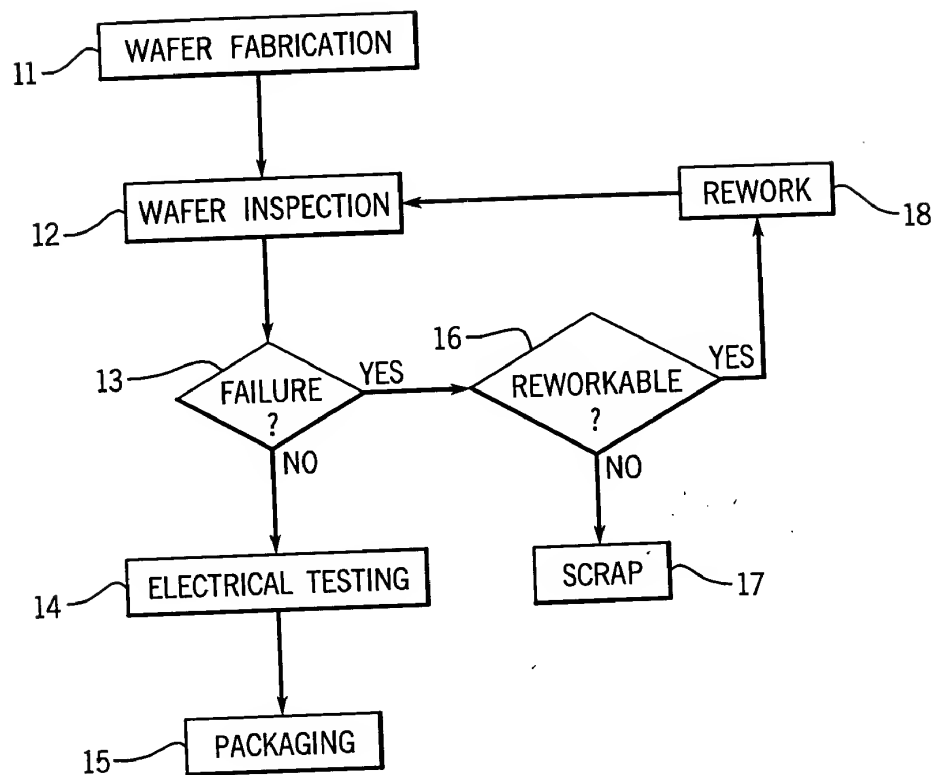 WAFER FABRICATION
11
WAFER INSPECTION
12
REWORK
18
13
FAILURE
?
YES
NO
16
REWORKABLE
?
YES
NO
ELECTRICAL TESTING
14
SCRAP
17
PACKAGING
15